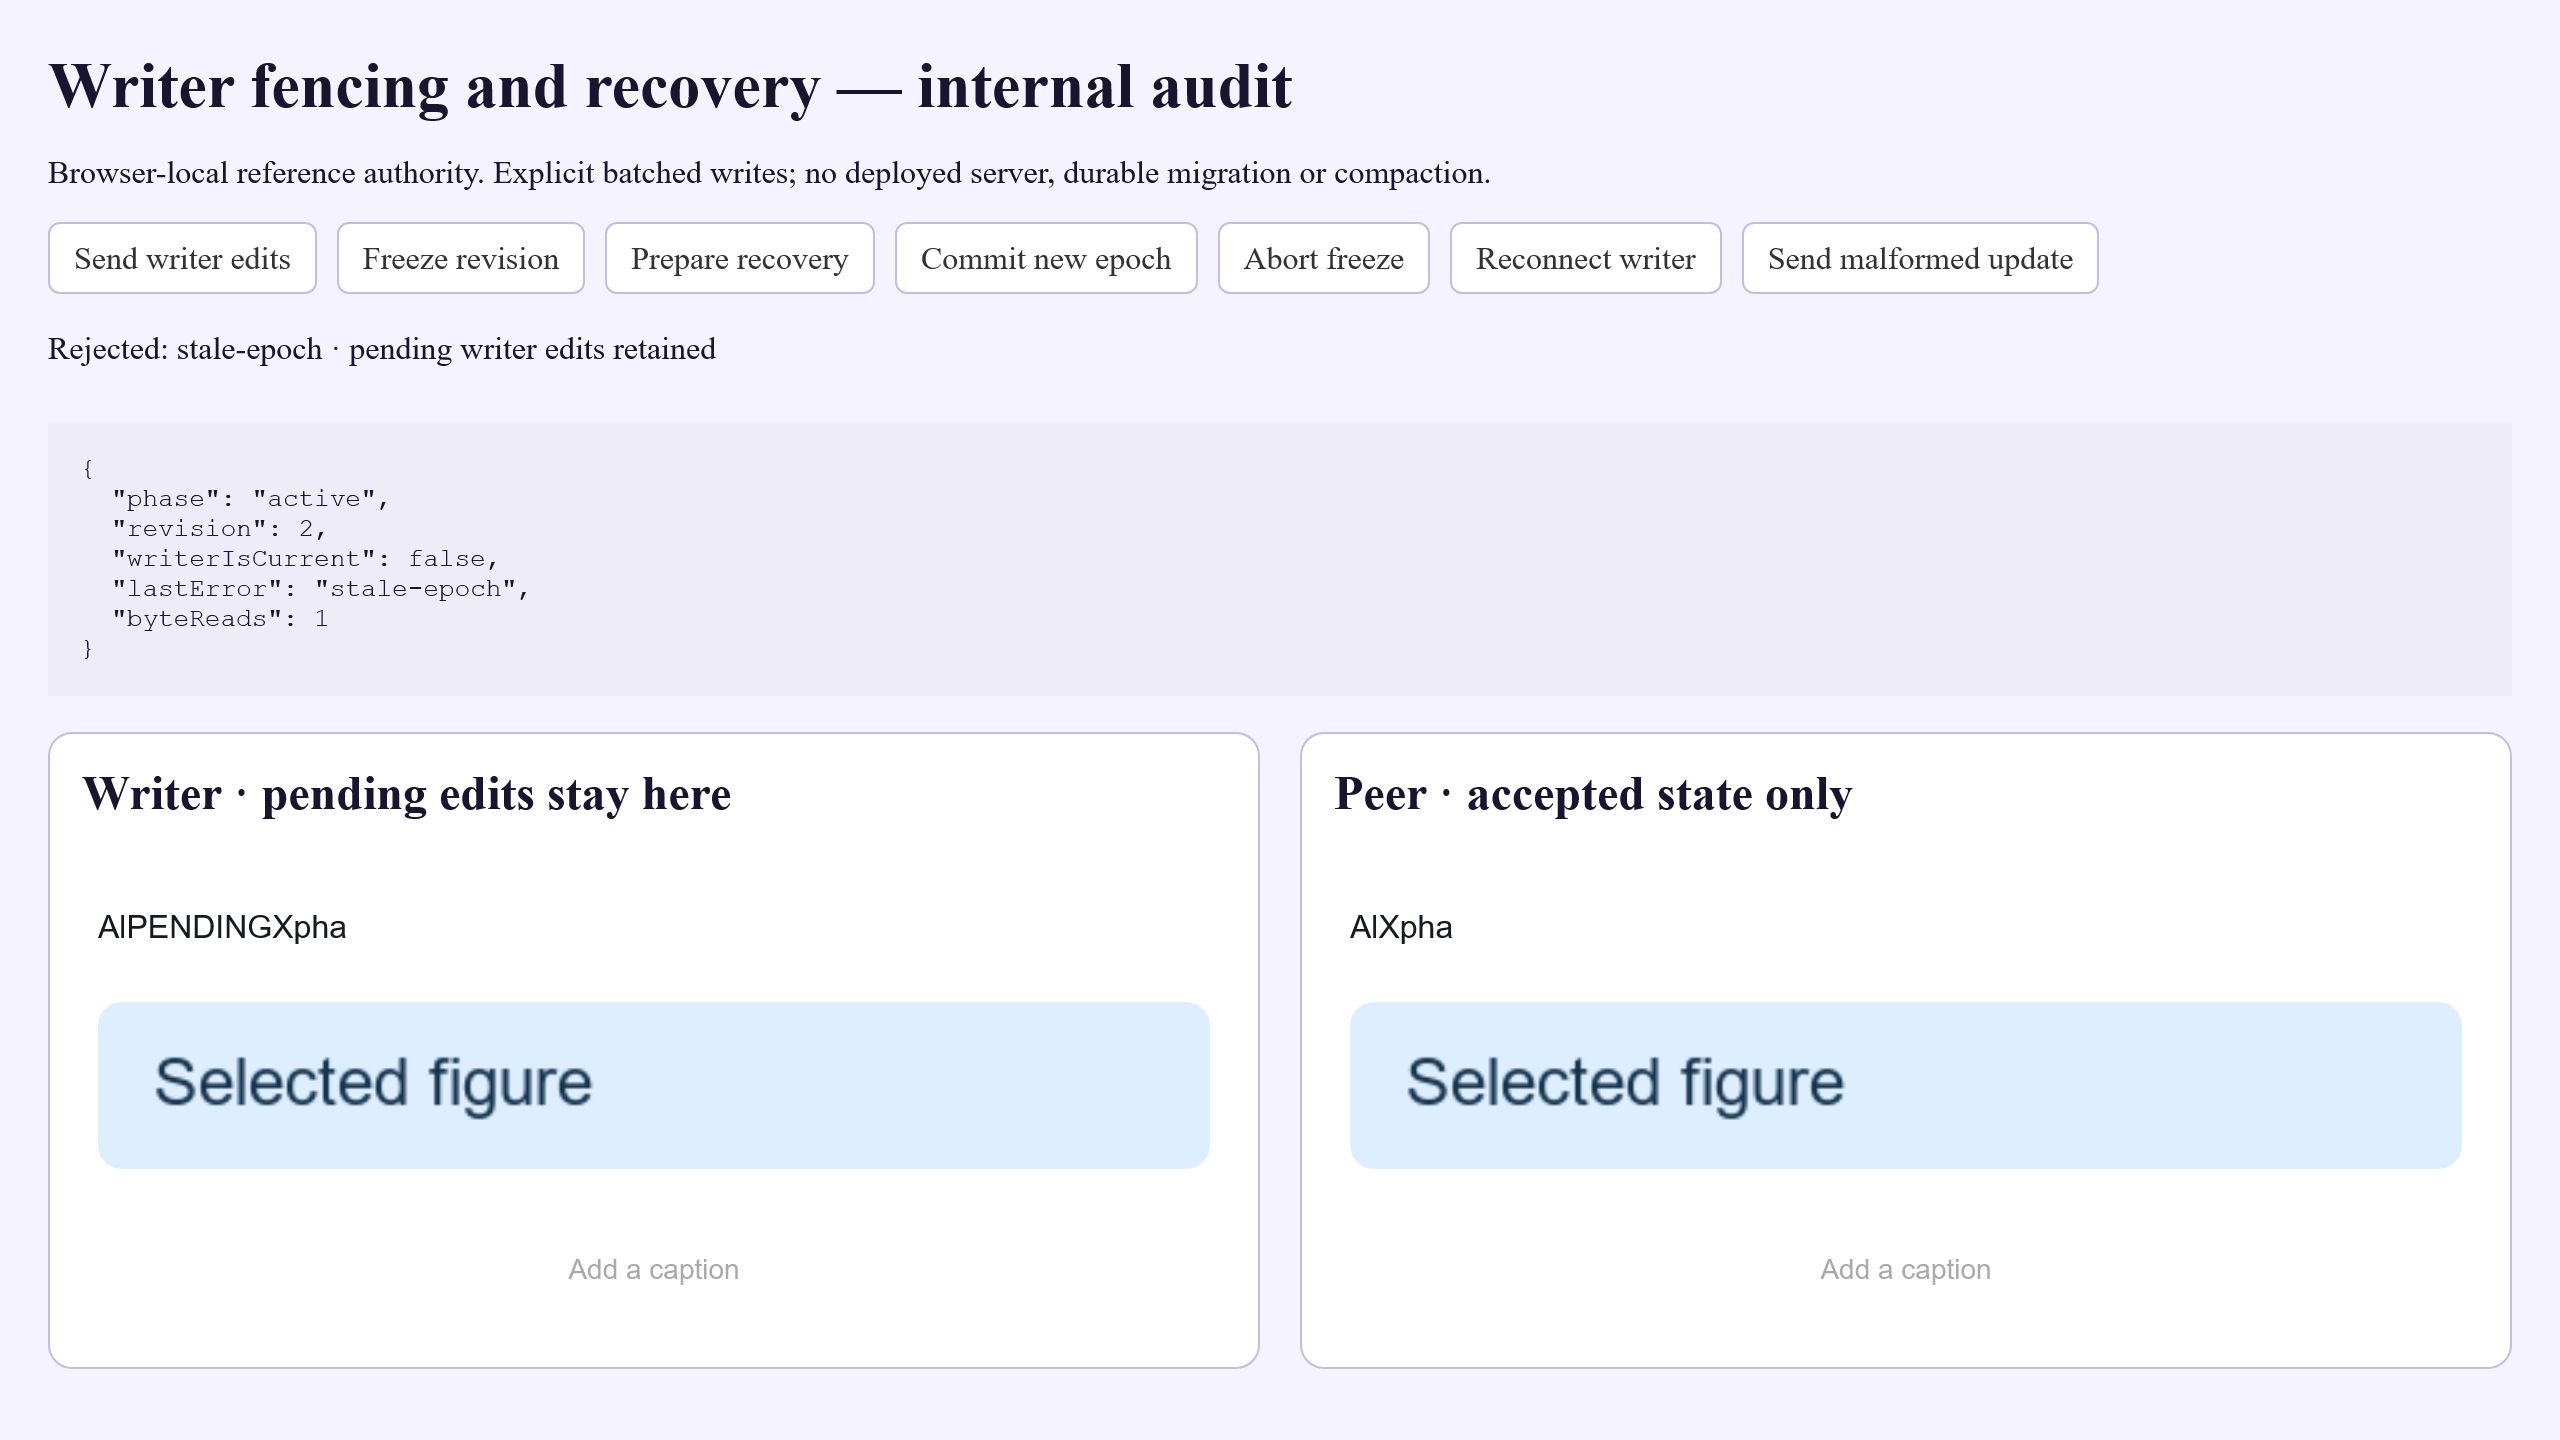 Writer fencing and recovery — internal audit
Browser-local reference authority. Explicit batched writes; no deployed server, durable migration or compaction.
Send writer edits
Freeze revision
Prepare recovery
Commit new epoch
Abort freeze
Reconnect writer
Send malformed update
Rejected: stale-epoch · pending writer edits retained
{
"phase": "active",
"revision": 2,
"writerIsCurrent": false,
"lastError": "stale-epoch",
"byteReads": 1
}
Writer · pending edits stay here
AlPENDINGXpha
Selected figure
Add a caption
Peer · accepted state only
AlXpha
Selected figure
Add a caption